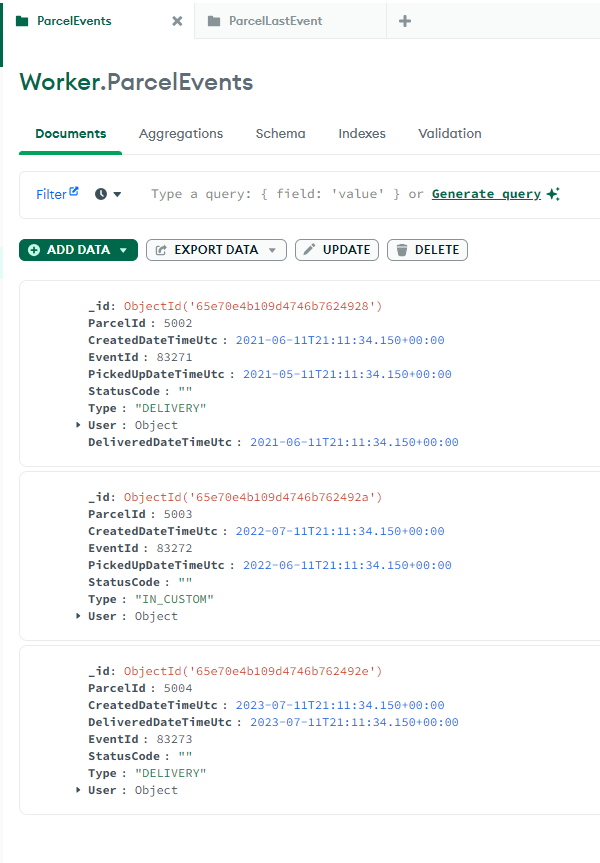 ParcelEvents
ParcelLastEvent
Worker.ParcelEvents
Documents Aggregations Schema Indexes Validation
Filter Type a query: { field: 'value' } or Generate query
ADD DATA EXPORT DATA UPDATE DELETE
_id: ObjectId('65e70e4b109d4746b7624928')
ParcelId : 5002
CreatedDateTimeUtc : 2021-06-11T21:11:34.150+00:00
EventId : 83271
PickedUpDateTimeUtc : 2021-05-11T21:11:34.150+00:00
StatusCode : ""
Type : "DELIVERY"
User : Object
DeliveredDateTimeUtc : 2021-06-11T21:11:34.150+00:00
_id: ObjectId('65e70e4b109d4746b762492a')
ParcelId : 5003
CreatedDateTimeUtc : 2022-07-11T21:11:34.150+00:00
EventId : 83272
PickedUpDateTimeUtc : 2022-06-11T21:11:34.150+00:00
StatusCode : ""
Type : "IN_CUSTOM"
User : Object
_id: ObjectId('65e70e4b109d4746b762492e')
ParcelId : 5004
CreatedDateTimeUtc : 2023-07-11T21:11:34.150+00:00
DeliveredDateTimeUtc : 2023-07-11T21:11:34.150+00:00
EventId : 83273
StatusCode : ""
Type : "DELIVERY"
User : Object